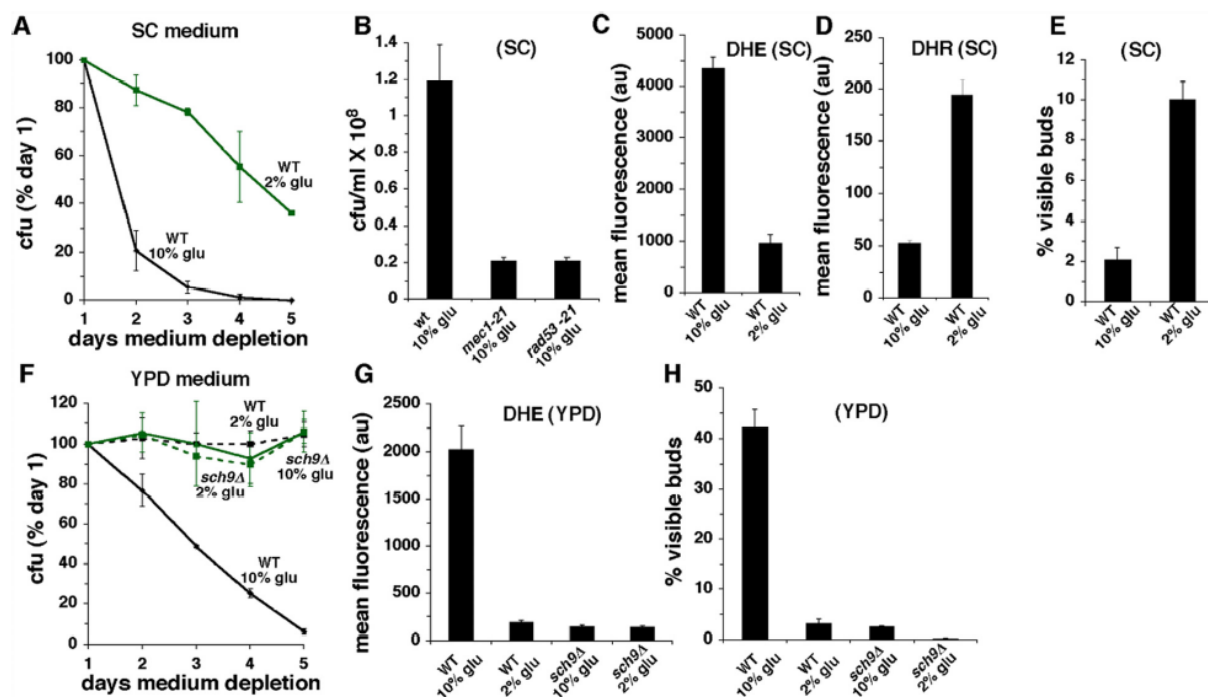 A
SC medium
cfu (% day 1)
100
80
60
40
20
0
WT
2% glu
WT
10% glu
1 2 3 4 5
days medium depletion
B
(SC)
cfu/ml X 10⁸
1.4
1.2
1.0
0.8
0.6
0.4
0.2
0
wt
10% glu
mec1-21
10% glu
rad53-21
10% glu
C
DHE (SC)
mean fluorescence (au)
5000
4000
3000
2000
1000
0
WT
10% glu
WT
2% glu
D
DHR (SC)
mean fluorescence (au)
250
200
150
100
50
0
WT
10% glu
WT
2% glu
E
(SC)
% visible buds
12
10
8
6
4
2
0
WT
10% glu
WT
2% glu
F
YPD medium
cfu (% day 1)
120
100
80
60
40
20
0
WT
2% glu
sch9Δ
10% glu
sch9Δ
2% glu
WT
10% glu
1 2 3 4 5
days medium depletion
G
DHE (YPD)
mean fluorescence (au)
2500
2000
1500
1000
500
0
WT
10% glu
WT
2% glu
sch9Δ
10% glu
sch9Δ
2% glu
H
(YPD)
% visible buds
50
40
30
20
10
0
WT
10% glu
WT
2% glu
sch9Δ
10% glu
sch9Δ
2% glu